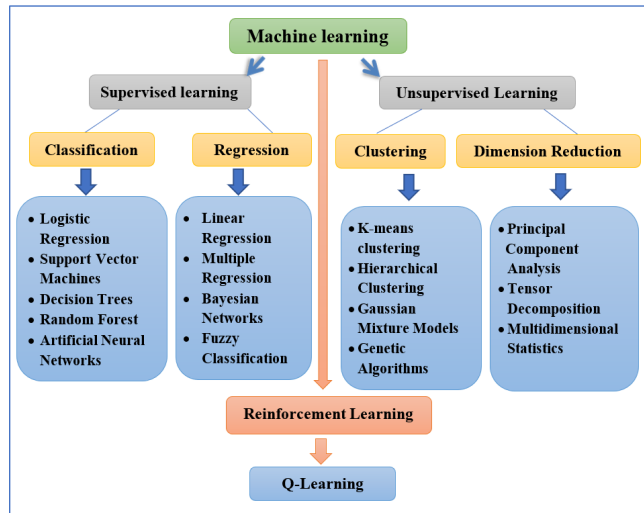 Machine learning
Supervised learning
Unsupervised Learning
Classification
Regression
Clustering
Dimension Reduction
• Logistic
Regression
• Support Vector
Machines
• Decision Trees
• Random Forest
• Artificial Neural
Networks
• Linear
Regression
• Multiple
Regression
• Bayesian
Networks
• Fuzzy
Classification
• K-means
clustering
• Hierarchical
Clustering
• Gaussian
Mixture Models
• Genetic
Algorithms
• Principal
Component
Analysis
• Tensor
Decomposition
• Multidimensional
Statistics
Reinforcement Learning
Q-Learning